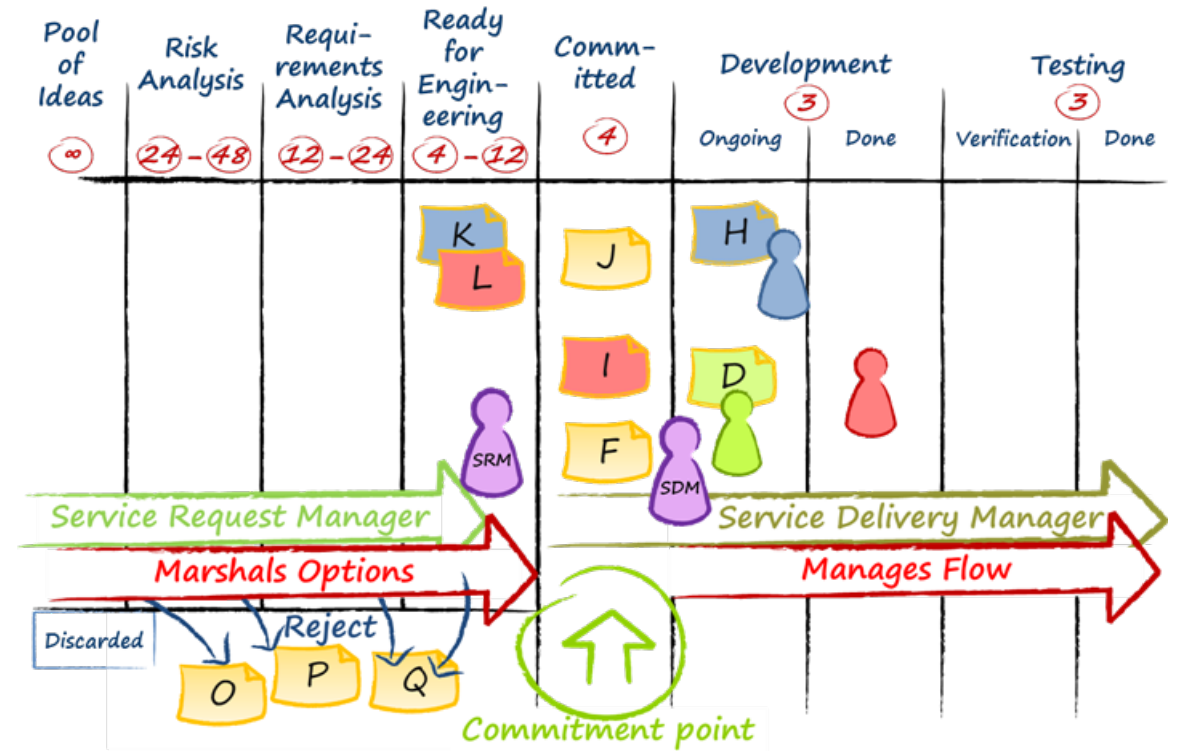 Pool
of
Ideas
∞
Risk
Analysis
24 - 48
Requi-
rements
Analysis
12 - 24
Ready
for
Engin-
eering
4 - 12
Comm-
itted
4
Development
3
Ongoing
Done
Testing
3
Verification
Done
K
L
J
H
I
D
F
SRM
SDM
Service Request Manager
Service Delivery Manager
Marshals Options
Manages Flow
Discarded
Reject
O
P
Q
Commitment point